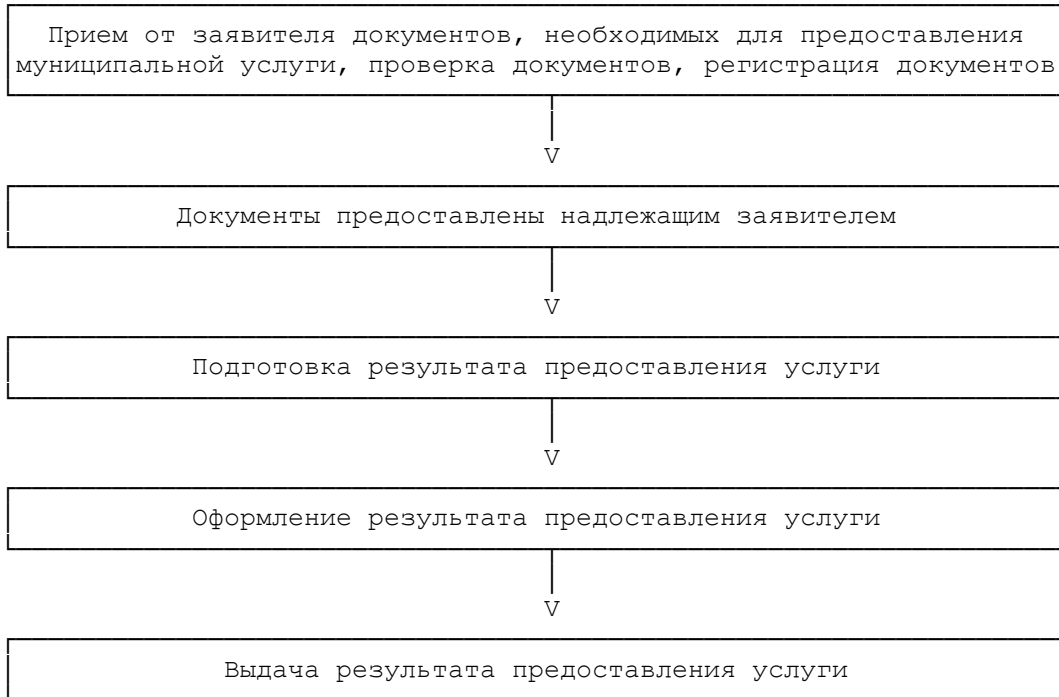 Прием от заявителя документов, необходимых для предоставления
муниципальной услуги, проверка документов, регистрация документов
V
Документы предоставлены надлежащим заявителем
V
Подготовка результата предоставления услуги
V
Оформление результата предоставления услуги
V
Выдача результата предоставления услуги